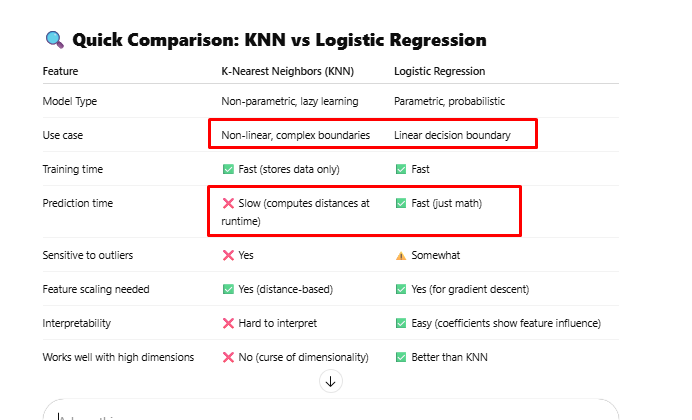 🔍 Quick Comparison: KNN vs Logistic Regression
Feature K-Nearest Neighbors (KNN) Logistic Regression
Model Type Non-parametric, lazy learning Parametric, probabilistic
Use case Non-linear, complex boundaries Linear decision boundary
Training time ✅ Fast (stores data only) ✅ Fast
Prediction time ❌ Slow (computes distances at runtime) ✅ Fast (just math)
Sensitive to outliers ❌ Yes ⚠️ Somewhat
Feature scaling needed ✅ Yes (distance-based) ✅ Yes (for gradient descent)
Interpretability ❌ Hard to interpret ✅ Easy (coefficients show feature influence)
Works well with high dimensions ❌ No (curse of dimensionality) ✅ Better than KNN